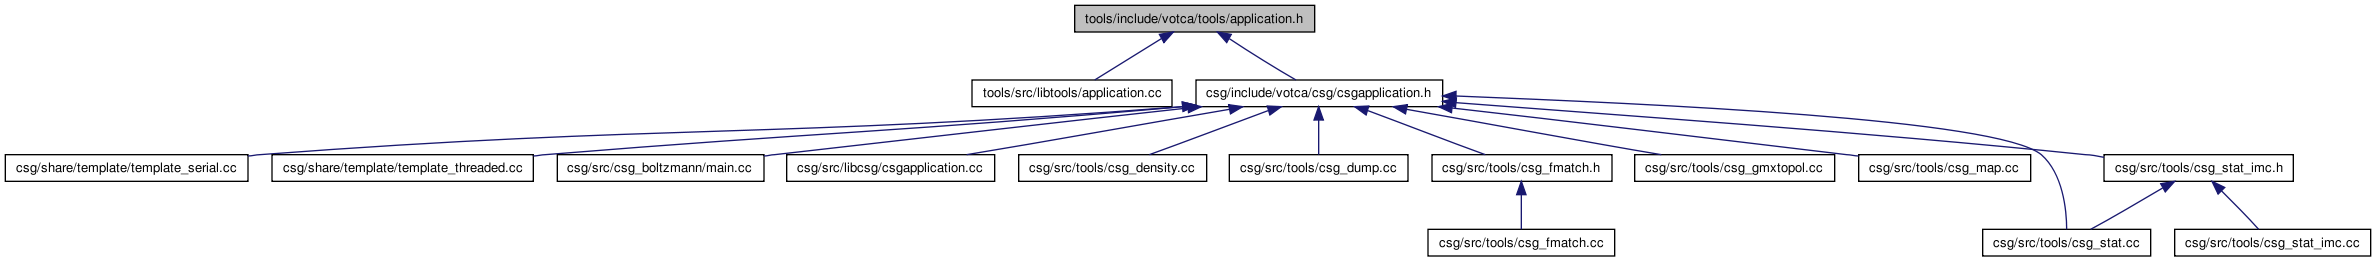 tools/include/votca/tools/application.h
tools/src/libtools/application.cc
csg/include/votca/csg/csgapplication.h
csg/share/template/template_serial.cc
csg/share/template/template_threaded.cc
csg/src/csg_boltzmann/main.cc
csg/src/libcsg/csgapplication.cc
csg/src/tools/csg_density.cc
csg/src/tools/csg_dump.cc
csg/src/tools/csg_fmatch.h
csg/src/tools/csg_gmxtopol.cc
csg/src/tools/csg_map.cc
csg/src/tools/csg_stat_imc.h
csg/src/tools/csg_fmatch.cc
csg/src/tools/csg_stat.cc
csg/src/tools/csg_stat_imc.cc